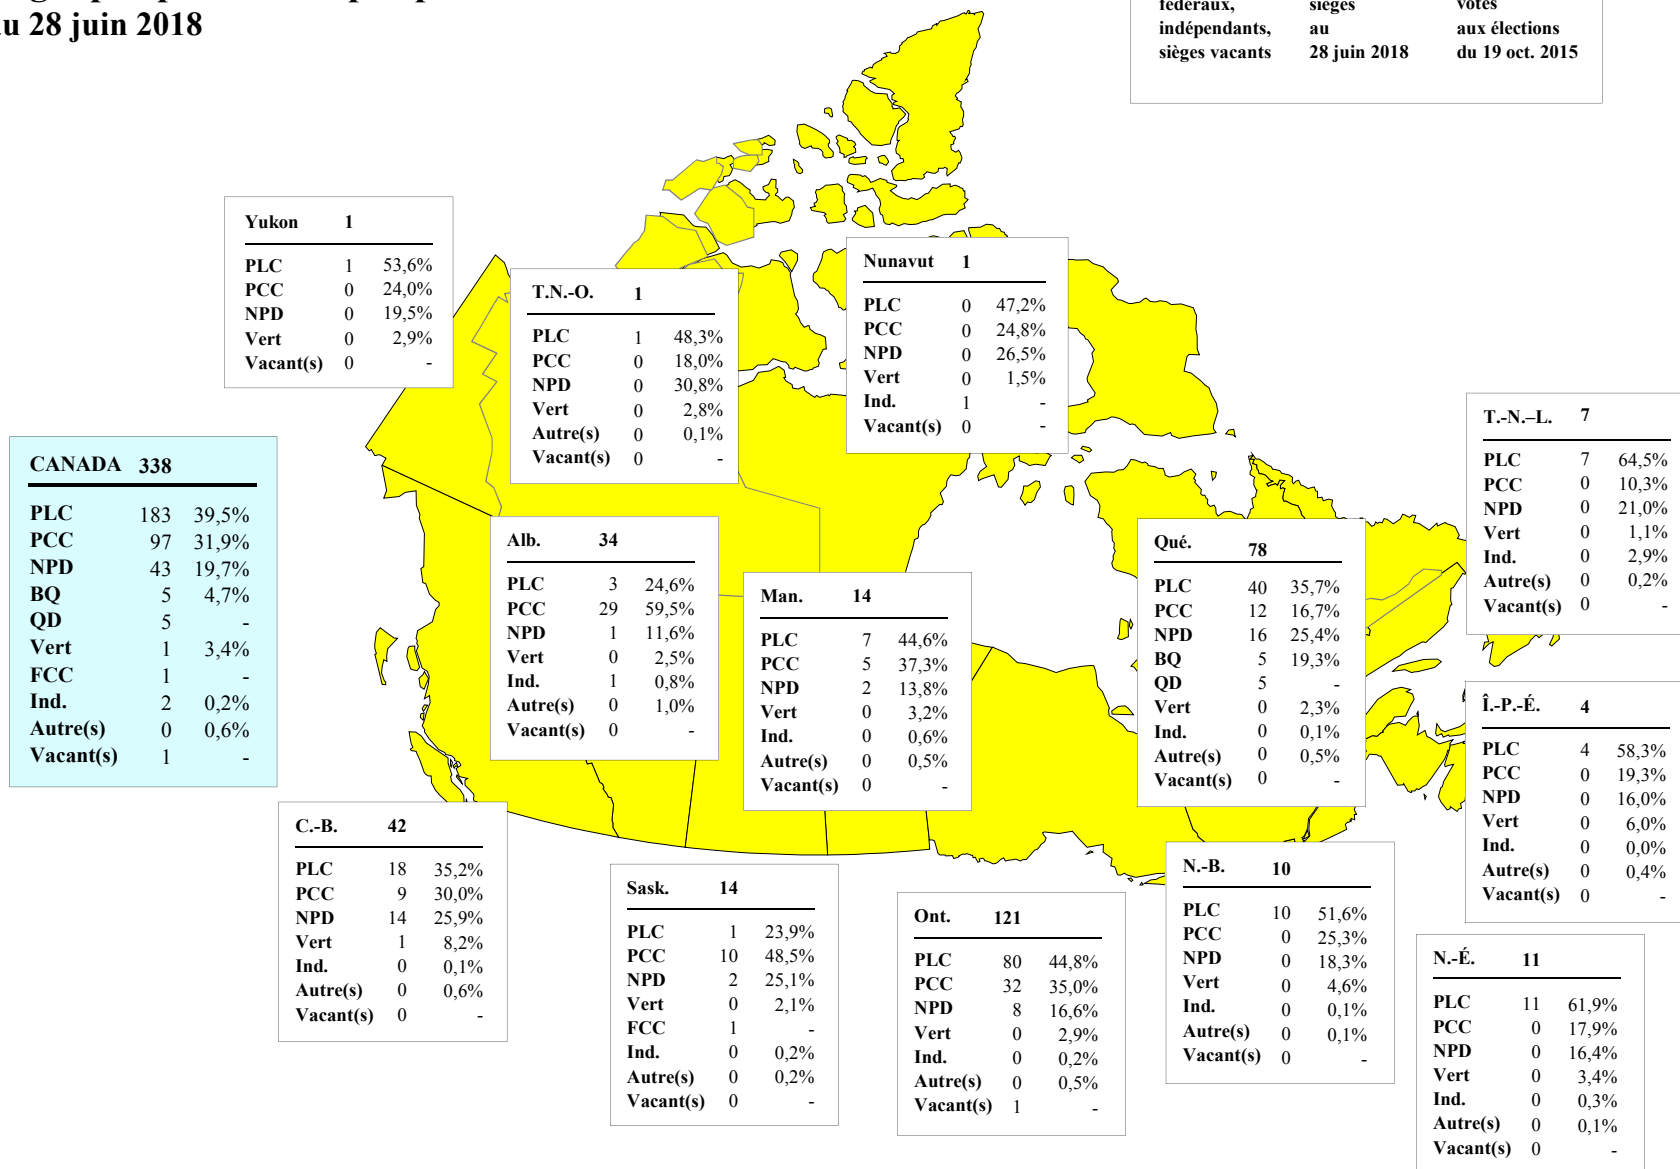 au 28 juin 2018
fédéraux, sièges votes
indépendants, au aux élections
sièges vacants 28 juin 2018 du 19 oct. 2015
Yukon 1
PLC 1 53,6%
PCC 0 24,0%
NPD 0 19,5%
Vert 0 2,9%
Vacant(s) 0 -
T.N.-O. 1
PLC 1 48,3%
PCC 0 18,0%
NPD 0 30,8%
Vert 0 2,8%
Autre(s) 0 0,1%
Vacant(s) 0 -
Nunavut 1
PLC 0 47,2%
PCC 0 24,8%
NPD 0 26,5%
Vert 0 1,5%
Ind. 1 -
Vacant(s) 0 -
T.-N.–L. 7
PLC 7 64,5%
PCC 0 10,3%
NPD 0 21,0%
Vert 0 1,1%
Ind. 0 2,9%
Autre(s) 0 0,2%
Vacant(s) 0 -
CANADA 338
PLC 183 39,5%
PCC 97 31,9%
NPD 43 19,7%
BQ 5 4,7%
QD 5 -
Vert 1 3,4%
FCC 1 -
Ind. 2 0,2%
Autre(s) 0 0,6%
Vacant(s) 1 -
Alb. 34
PLC 3 24,6%
PCC 29 59,5%
NPD 1 11,6%
Vert 0 2,5%
Ind. 1 0,8%
Autre(s) 0 1,0%
Vacant(s) 0 -
Man. 14
PLC 7 44,6%
PCC 5 37,3%
NPD 2 13,8%
Vert 0 3,2%
Ind. 0 0,6%
Autre(s) 0 0,5%
Vacant(s) 0 -
Qué. 78
PLC 40 35,7%
PCC 12 16,7%
NPD 16 25,4%
BQ 5 19,3%
QD 5 -
Vert 0 2,3%
Ind. 0 0,1%
Autre(s) 0 0,5%
Vacant(s) 0 -
Î.-P.-É. 4
PLC 4 58,3%
PCC 0 19,3%
NPD 0 16,0%
Vert 0 6,0%
Ind. 0 0,0%
Autre(s) 0 0,4%
Vacant(s) 0 -
C.-B. 42
PLC 18 35,2%
PCC 9 30,0%
NPD 14 25,9%
Vert 1 8,2%
Ind. 0 0,1%
Autre(s) 0 0,6%
Vacant(s) 0 -
Sask. 14
PLC 1 23,9%
PCC 10 48,5%
NPD 2 25,1%
Vert 0 2,1%
FCC 1 -
Ind. 0 0,2%
Autre(s) 0 0,2%
Vacant(s) 0 -
Ont. 121
PLC 80 44,8%
PCC 32 35,0%
NPD 8 16,6%
Vert 0 2,9%
Ind. 0 0,2%
Autre(s) 0 0,5%
Vacant(s) 1 -
N.-B. 10
PLC 10 51,6%
PCC 0 25,3%
NPD 0 18,3%
Vert 0 4,6%
Ind. 0 0,1%
Autre(s) 0 0,1%
Vacant(s) 0 -
N.-É. 11
PLC 11 61,9%
PCC 0 17,9%
NPD 0 16,4%
Vert 0 3,4%
Ind. 0 0,3%
Autre(s) 0 0,1%
Vacant(s) 0 -